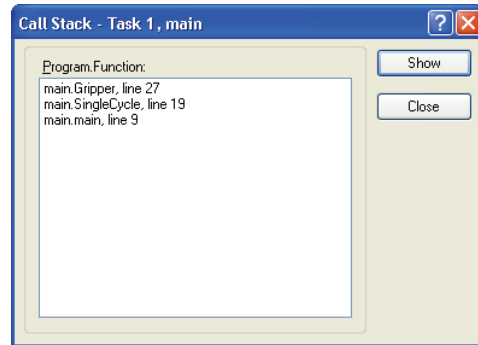 Call Stack - Task 1, main
Program.Function:
main.Gripper, line 27
main.SingleCycle, line 19
main.main, line 9
Show
Close